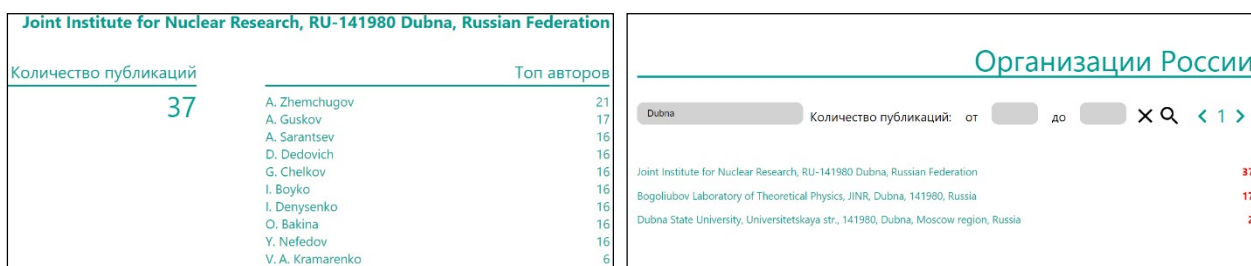 Joint Institute for Nuclear Research, RU-141980 Dubna, Russian Federation
Количество публикаций
37
Топ авторов
A. Zhemchugov 21
A. Guskov 17
A. Sarantsev 16
D. Dedovich 16
G. Chelkov 16
I. Boyko 16
I. Denysenko 16
O. Bakina 16
Y. Nefedov 16
V. A. Kramarenko 6
Организации России
Dubna Количество публикаций: от до 1
Joint Institute for Nuclear Research, RU-141980 Dubna, Russian Federation 37
Bogoliubov Laboratory of Theoretical Physics, JINR, Dubna, 141980, Russia 17
Dubna State University, Universitetskaya str., 141980, Dubna, Moscow region, Russia 2